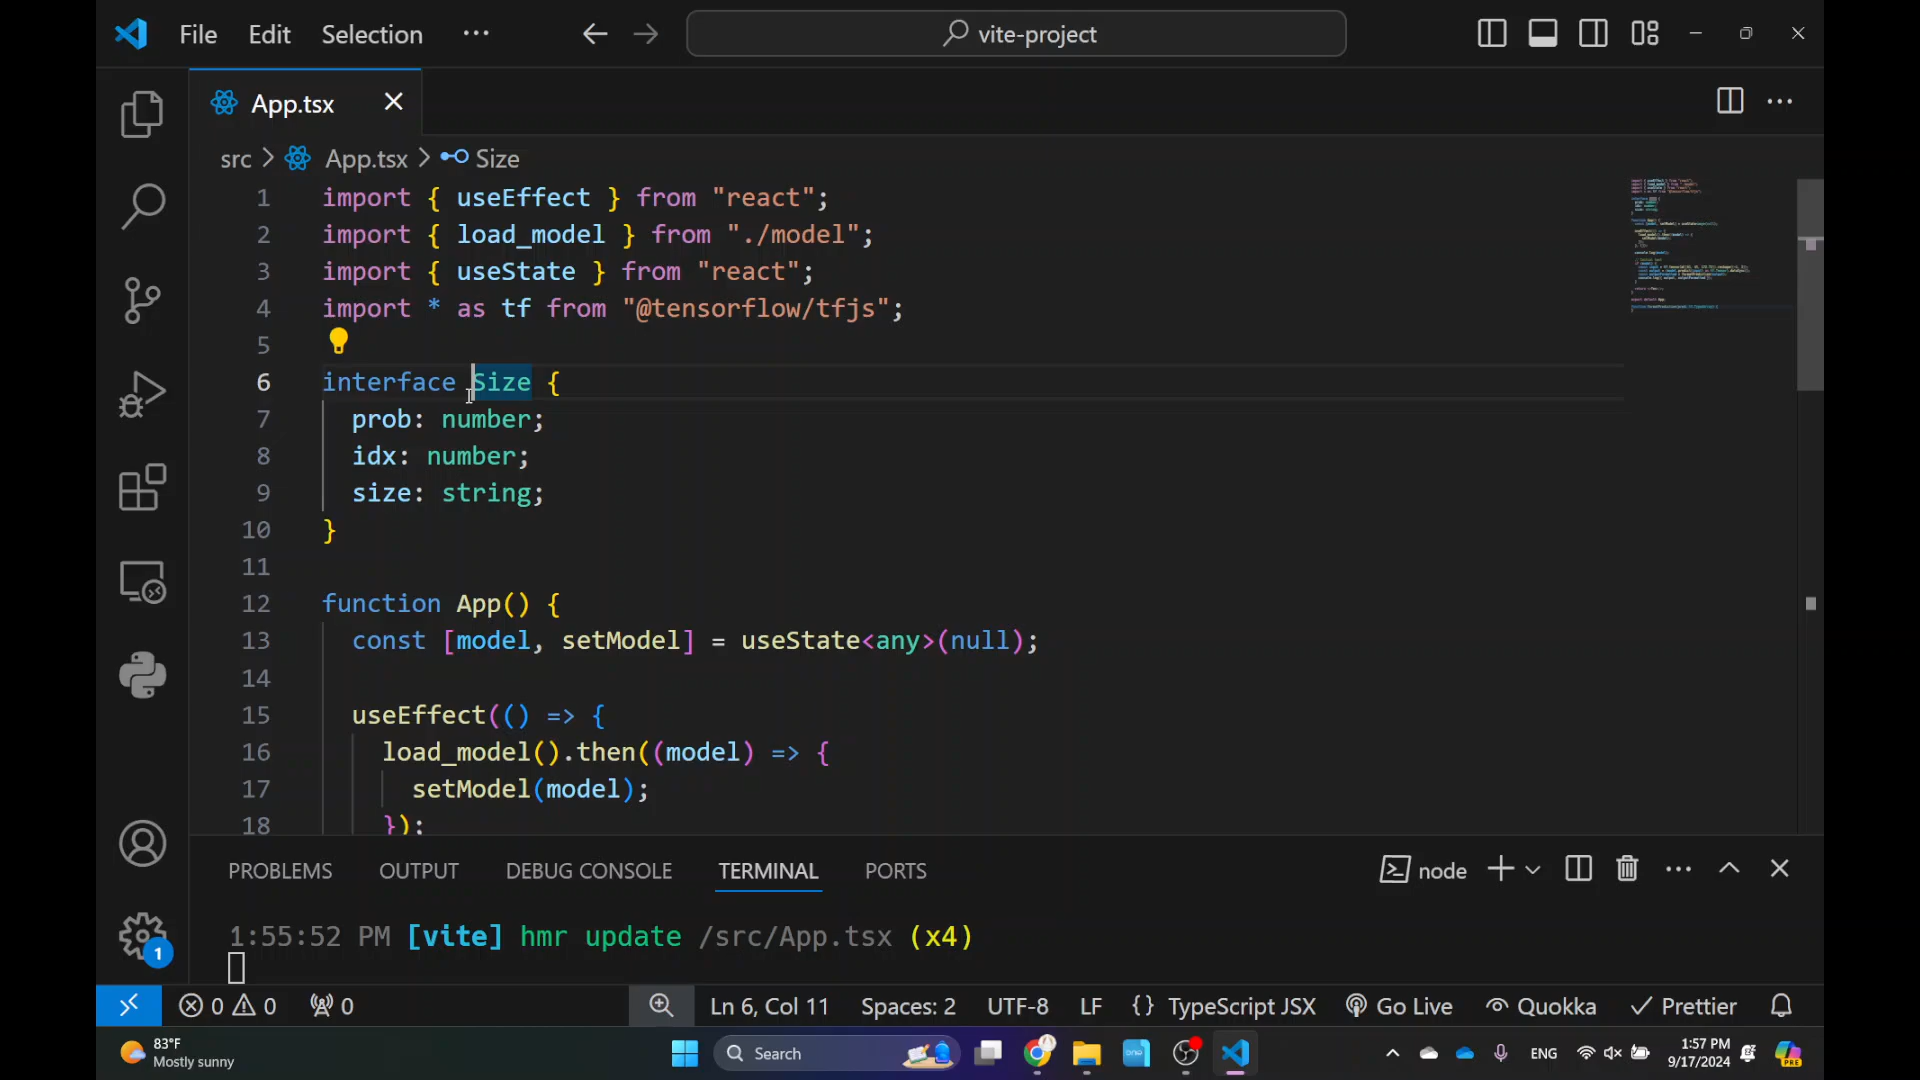 File Edit Selection ··· vite-project
App.tsx
src > App.tsx > Size
1 import { useEffect } from "react";
2 import { load_model } from "./model";
3 import { useState } from "react";
4 import * as tf from "@tensorflow/tfjs";
5
6 interface Size {
7 prob: number;
8 idx: number;
9 size: string;
10 }
11
12 function App() {
13 const [model, setModel] = useState<any>(null);
14
15 useEffect(() => {
16 load_model().then((model) => {
17 setModel(model);
18 });
PROBLEMS OUTPUT DEBUG CONSOLE TERMINAL PORTS node
1:55:52 PM [vite] hmr update /src/App.tsx (x4)
1
0 0 0 Ln 6, Col 11 Spaces: 2 UTF-8 LF {} TypeScript JSX Go Live Quokka Prettier
83°F
Mostly sunny
Search
ENG
1:57 PM
9/17/2024